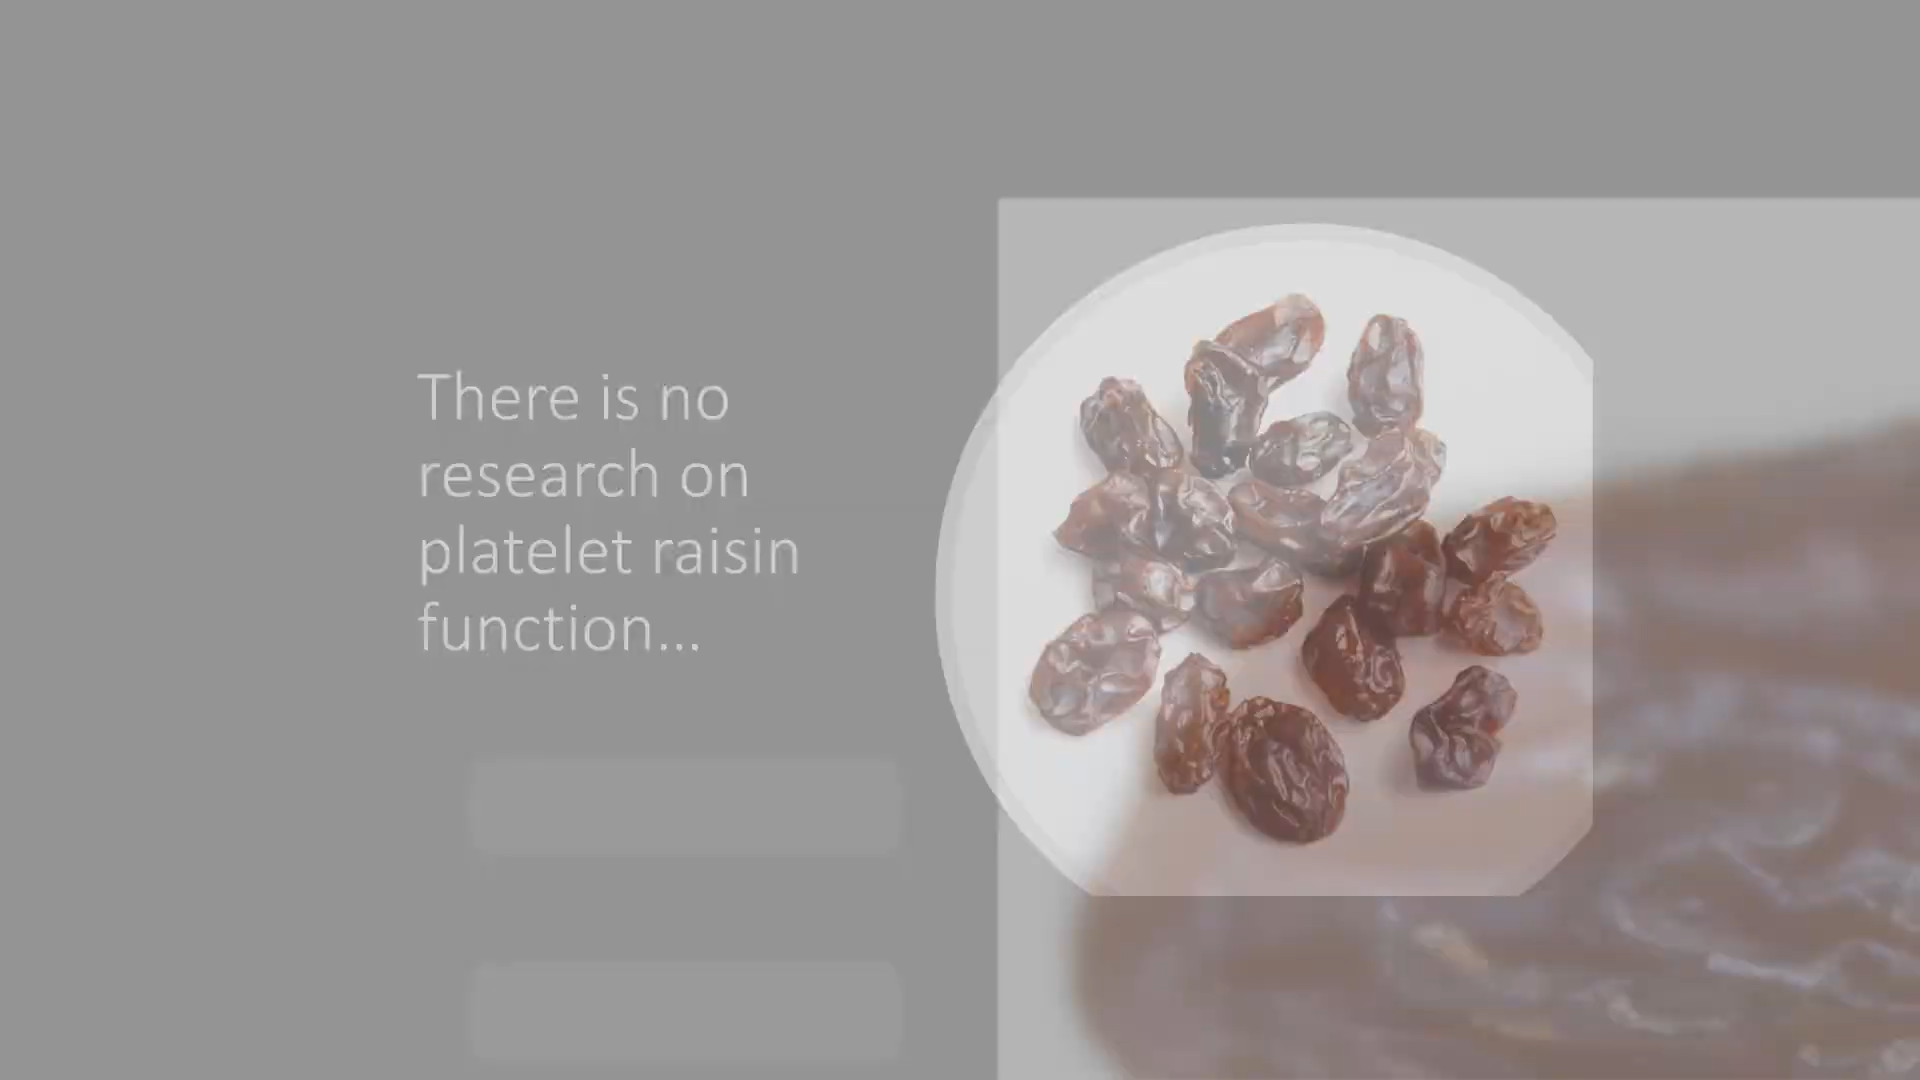 There is no
research on
platelet raisin
function...